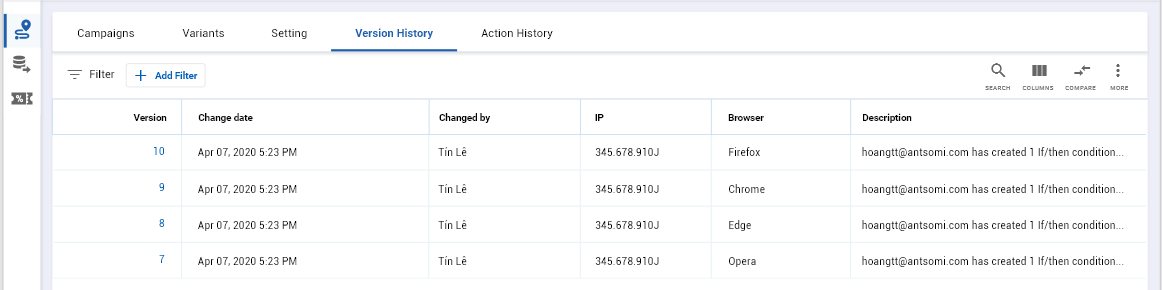 Campaigns Variants Setting Version History Action History
Filter + Add Filter SEARCH COLUMNS COMPARE MORE
Version Change date Changed by IP Browser Description
10 Apr 07, 2020 5:23 PM Tín Lê 345.678.910J Firefox hoangtt@antsomi.com has created 1 If/then condition...
9 Apr 07, 2020 5:23 PM Tín Lê 345.678.910J Chrome hoangtt@antsomi.com has created 1 If/then condition...
8 Apr 07, 2020 5:23 PM Tín Lê 345.678.910J Edge hoangtt@antsomi.com has created 1 If/then condition...
7 Apr 07, 2020 5:23 PM Tín Lê 345.678.910J Opera hoangtt@antsomi.com has created 1 If/then condition...